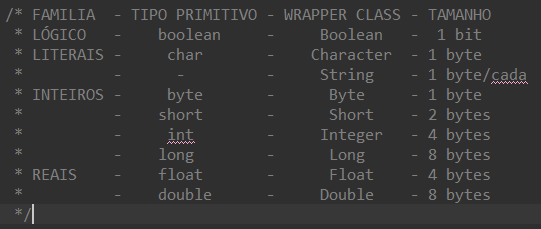 /* FAMILIA - TIPO PRIMITIVO - WRAPPER CLASS - TAMANHO
* LÓGICO - boolean - Boolean - 1 bit
* LITERAIS - char - Character - 1 byte
* - - - String - 1 byte/cada
* INTEIROS - byte - Byte - 1 byte
* - short - Short - 2 bytes
* - int - Integer - 4 bytes
* - long - Long - 8 bytes
* REAIS - float - Float - 4 bytes
* - double - Double - 8 bytes
*/